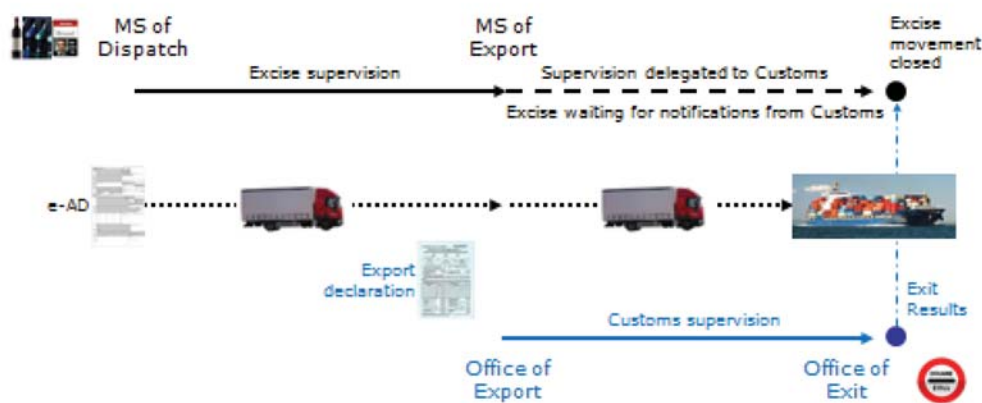 MS of
Dispatch
MS of
Export
Excise
movement
closed
Excise supervision
Supervision delegated to Customs
Excise waiting for notifications from Customs
e-AD
Export
declaration
Exit
Results
Customs supervision
Office of
Export
Office of
Exit